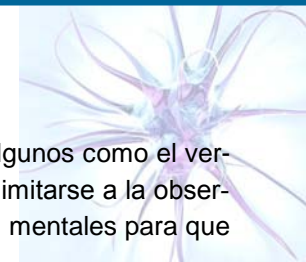 lgunos como el ver-
imitarse a la obser-
mentales para que